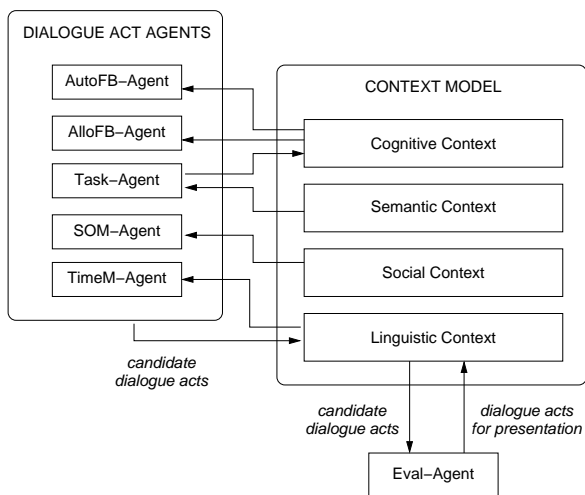 DIALOGUE ACT AGENTS
AutoFB−Agent
AlloFB−Agent
Task−Agent
SOM−Agent
TimeM−Agent
CONTEXT MODEL
Cognitive Context
Semantic Context
Social Context
Linguistic Context
candidate
dialogue acts
candidate
dialogue acts
dialogue acts
for presentation
Eval−Agent